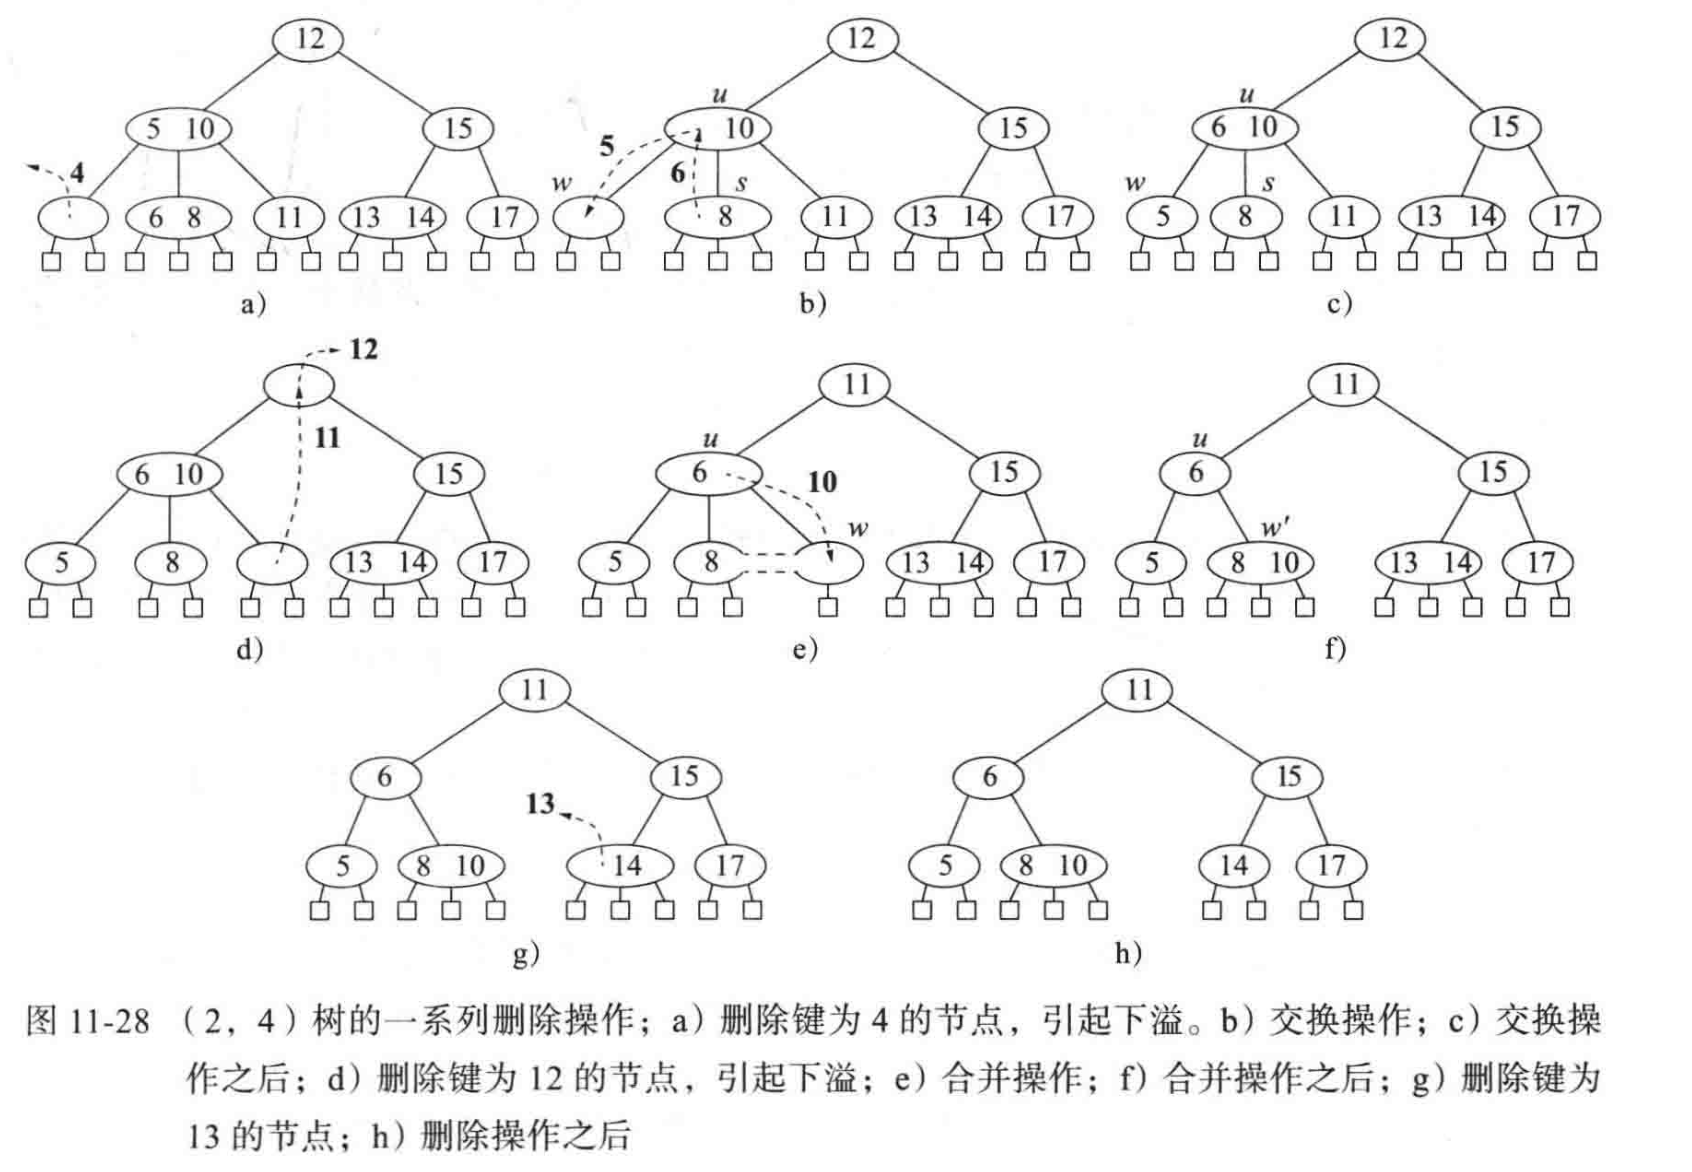 12 12 12
u u
5 10 10 6 10
15 15 15
4 5 6
w s w s
6 8 11 13 14 17 8 11 13 14 17 5 8 11 13 14 17
a) b) c)
12
11 11
11
u u
6 10 15 6 10 15 6 15
w w′
5 8 13 14 17 5 8 13 14 17 5 8 10 13 14 17
d) e) f)
11 11
6 15 6 15
13
5 8 10 14 17 5 8 10 14 17
g) h)
图 11-28 （2，4）树的一系列删除操作；a）删除键为 4 的节点，引起下溢。b）交换操作；c）交换操
作之后；d）删除键为 12 的节点，引起下溢；e）合并操作；f）合并操作之后；g）删除键为
13 的节点；h）删除操作之后